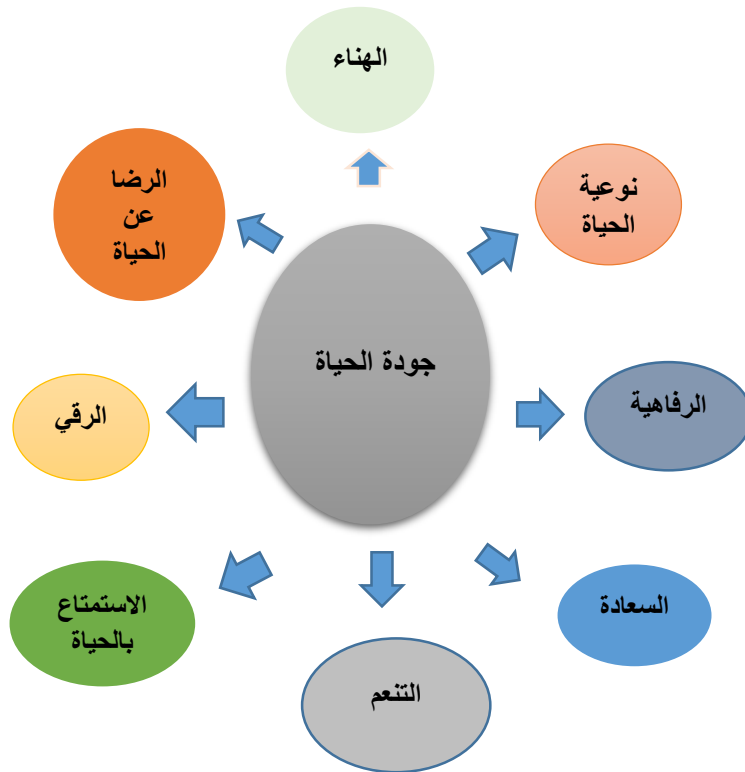 الهناء
نوعية
الحياة
الرضا
عن
الحياة
جودة الحياة
الرفاهية
الرقي
السعادة
الاستمتاع
بالحياة
التنعم